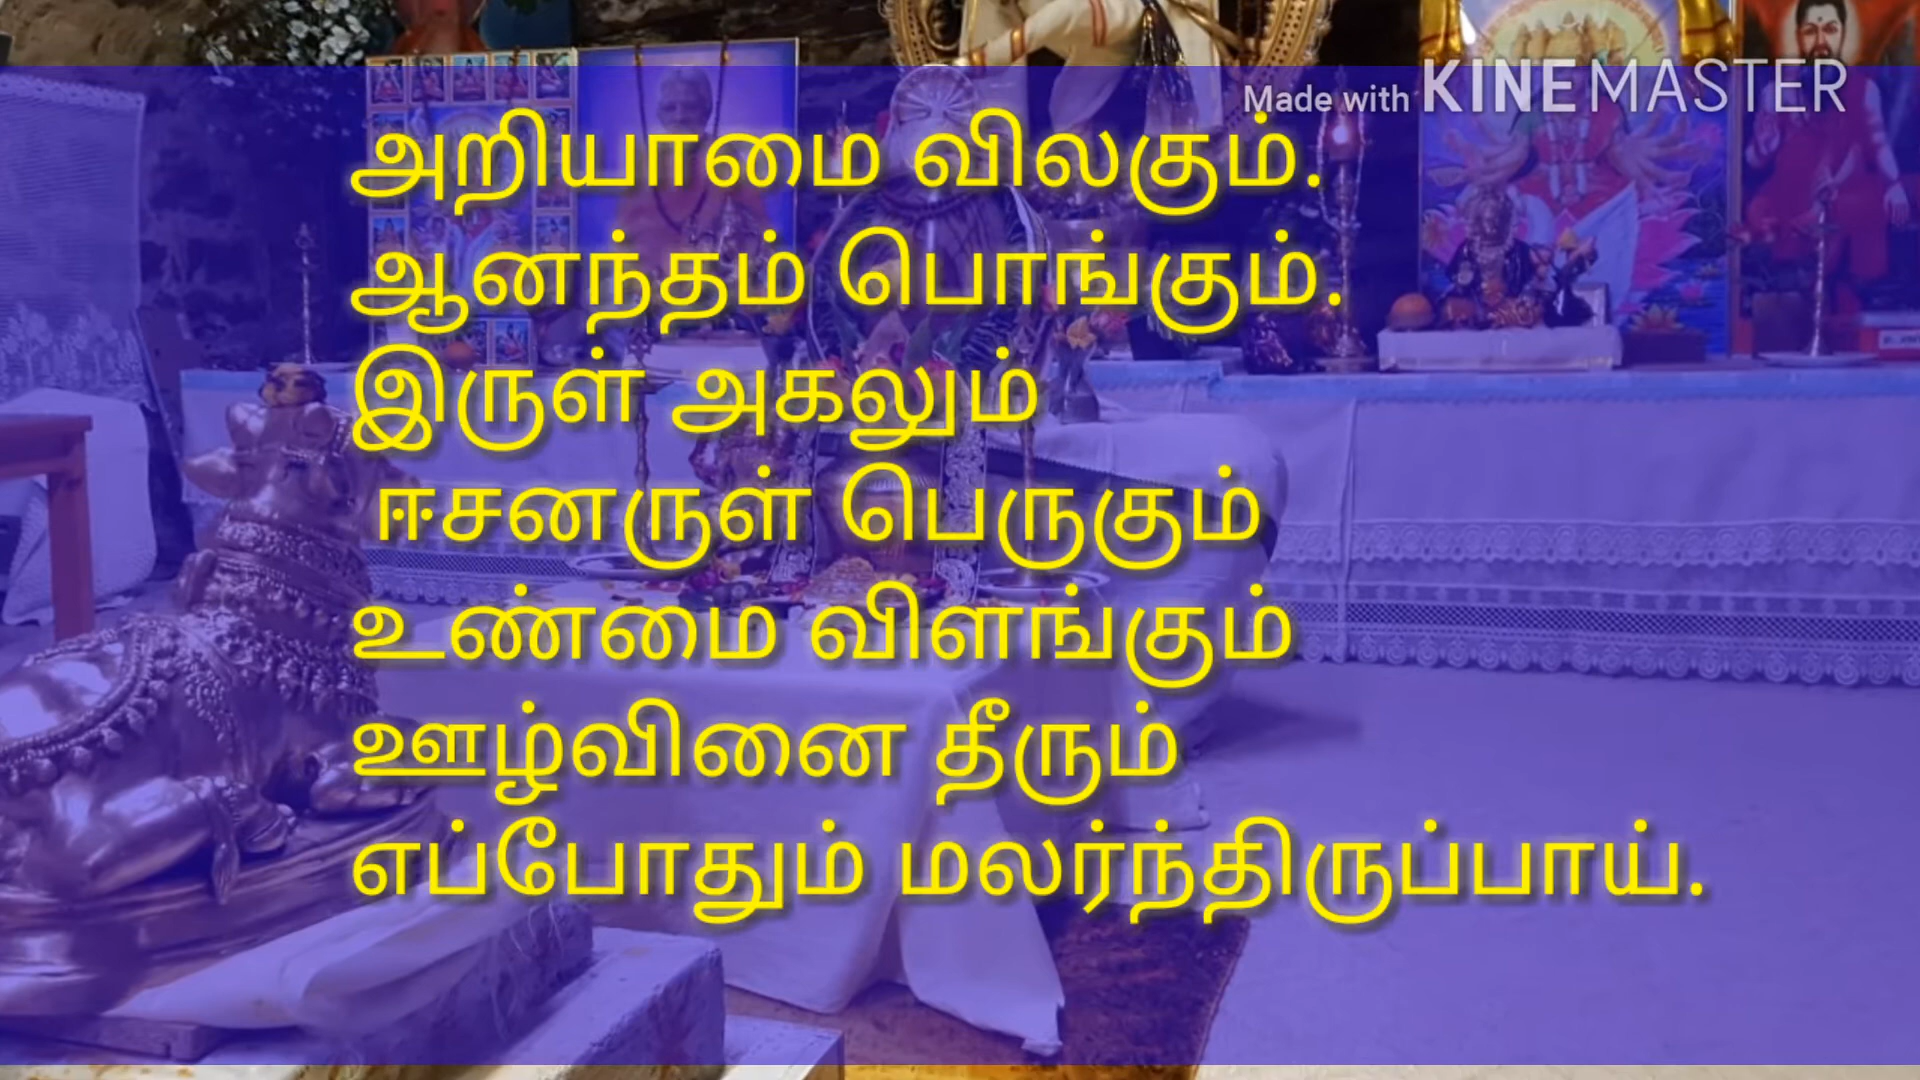 Made with KINEMASTER
அறியாமை விலகும்.
ஆனந்தம் பொங்கும்.
இருள் அகலும்
ஈசனருள் பெருகும்
உண்மை விளங்கும்
ஊழ்வினை தீரும்
எப்போதும் மலர்ந்திருப்பாய்.